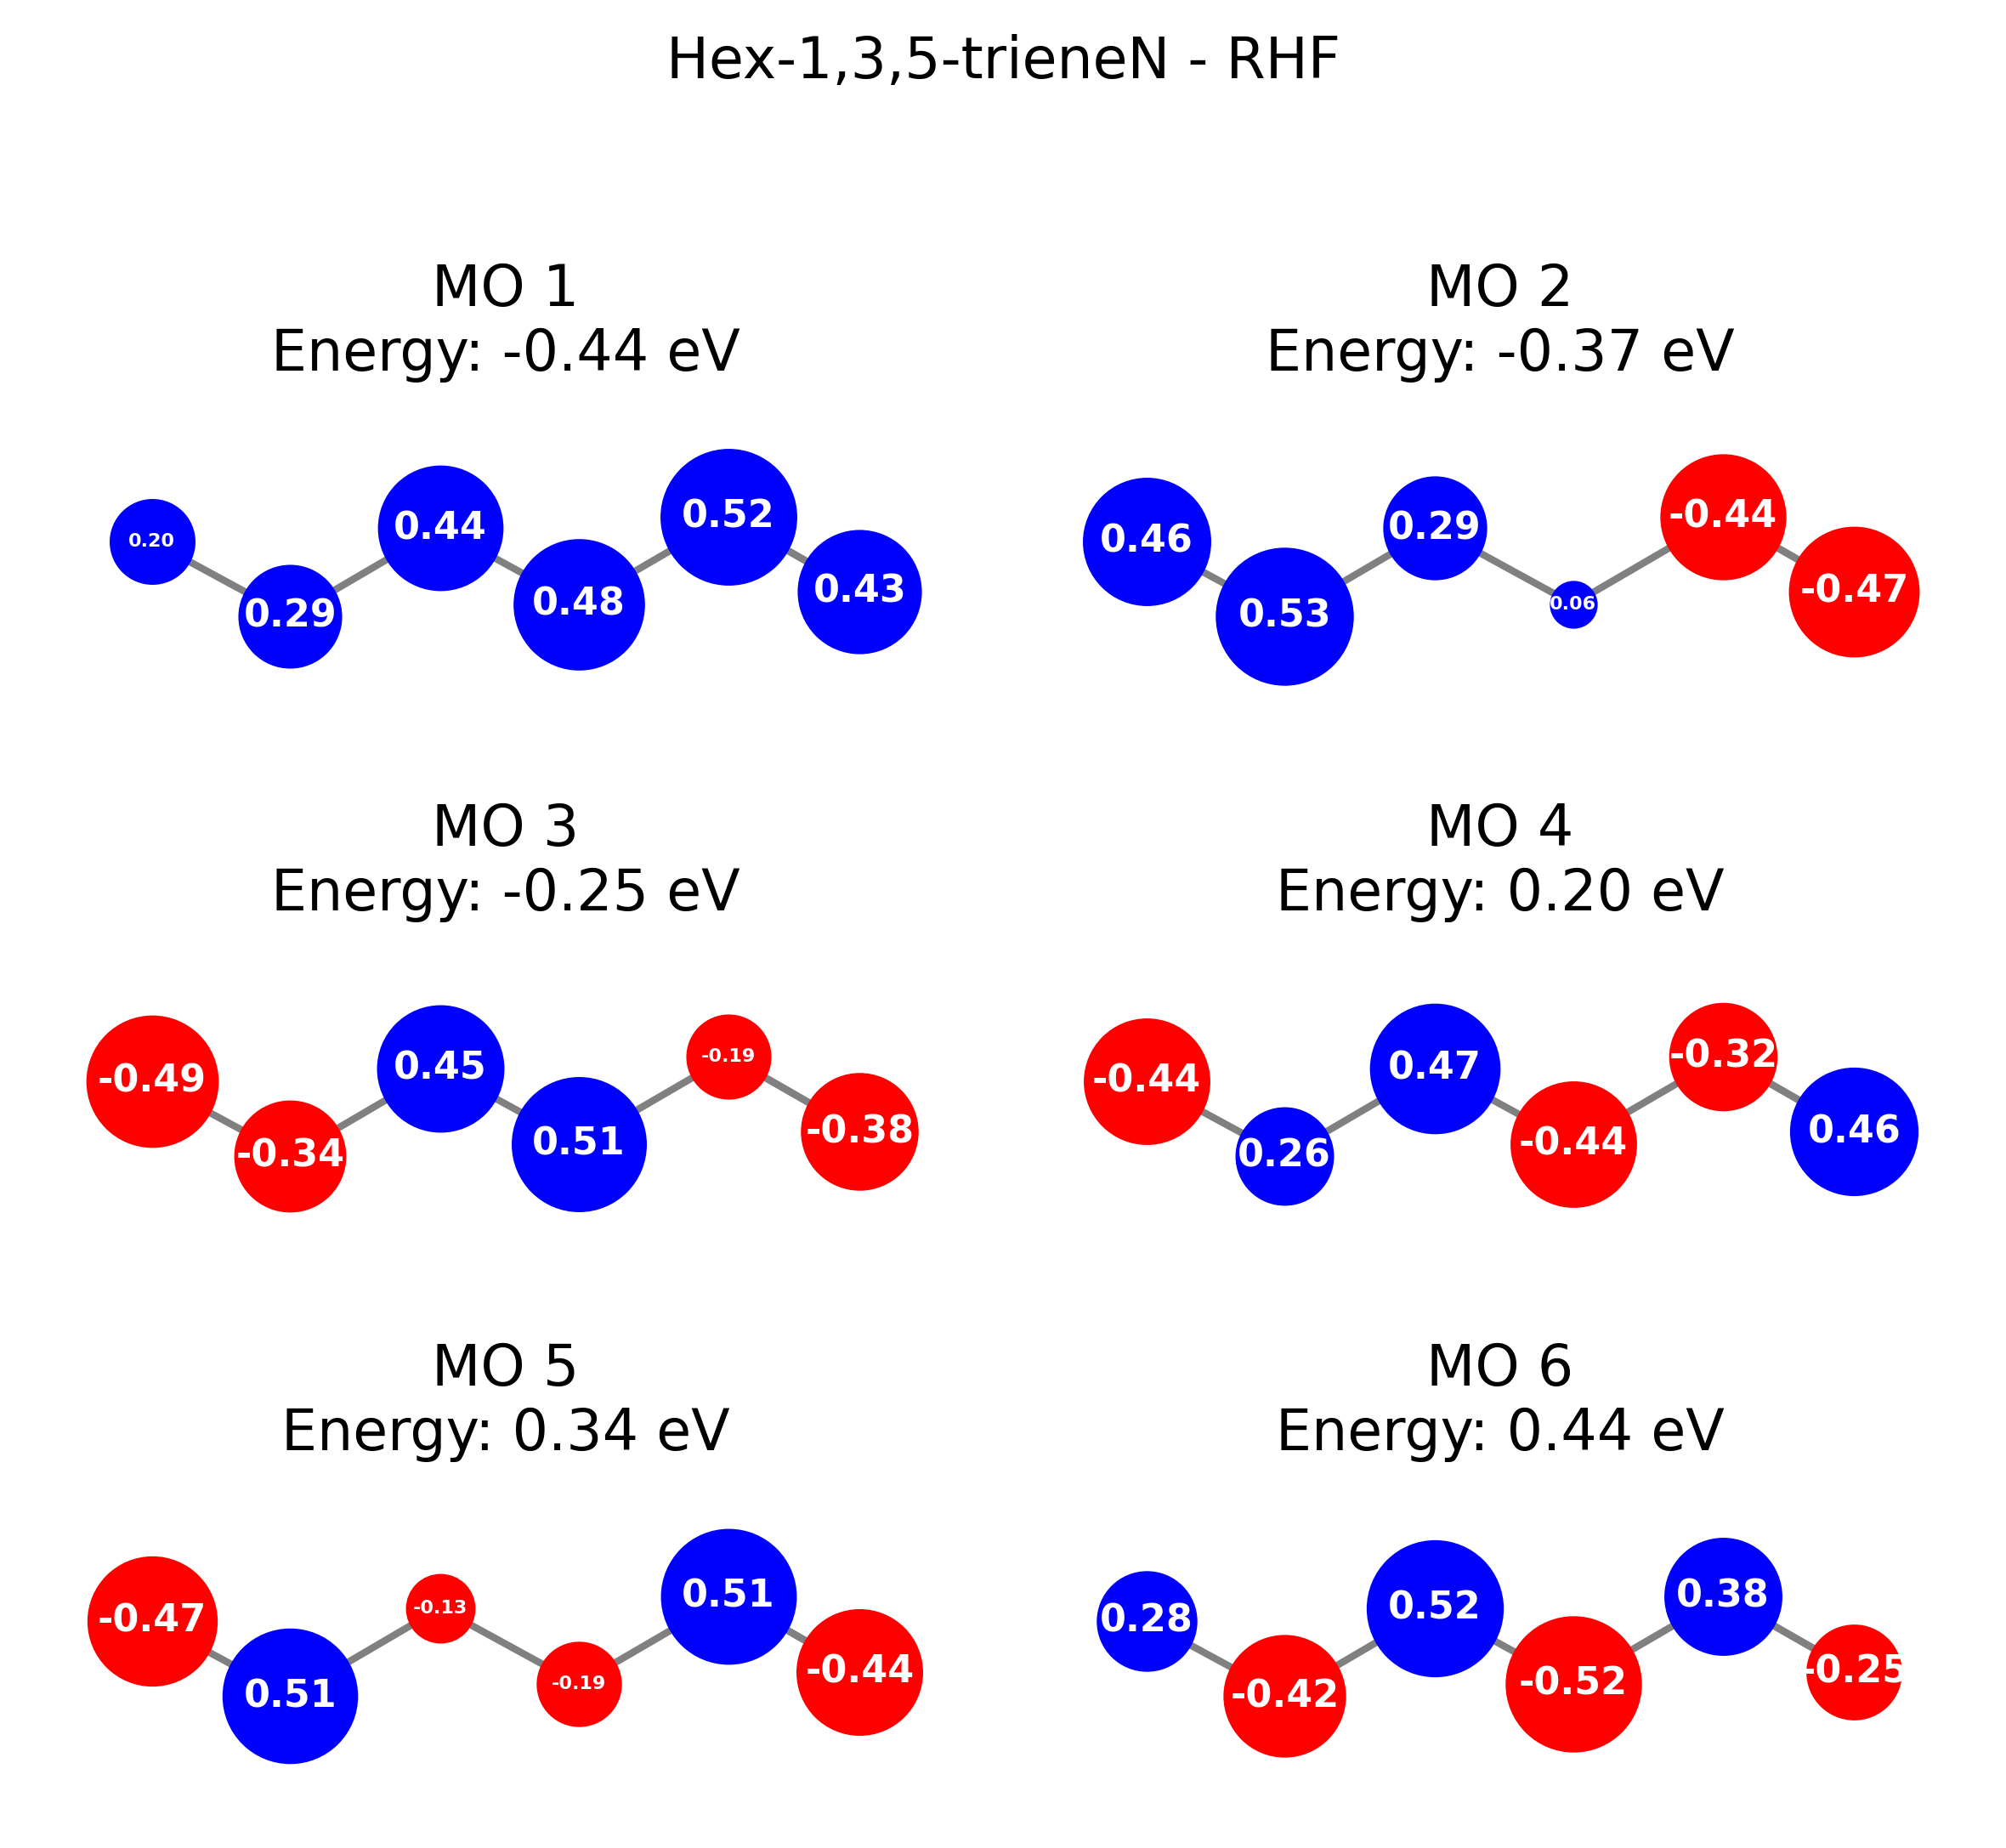 Hex-1,3,5-trieneN - RHF
MO 1
Energy: -0.44 eV
0.20
0.29
0.44
0.48
0.52
0.43
MO 2
Energy: -0.37 eV
0.46
0.53
0.29
0.06
-0.44
-0.47
MO 3
Energy: -0.25 eV
-0.49
-0.34
0.45
0.51
-0.19
-0.38
MO 4
Energy: 0.20 eV
-0.44
0.26
0.47
-0.44
-0.32
0.46
MO 5
Energy: 0.34 eV
-0.47
0.51
-0.13
-0.19
0.51
-0.44
MO 6
Energy: 0.44 eV
0.28
-0.42
0.52
-0.52
0.38
-0.25